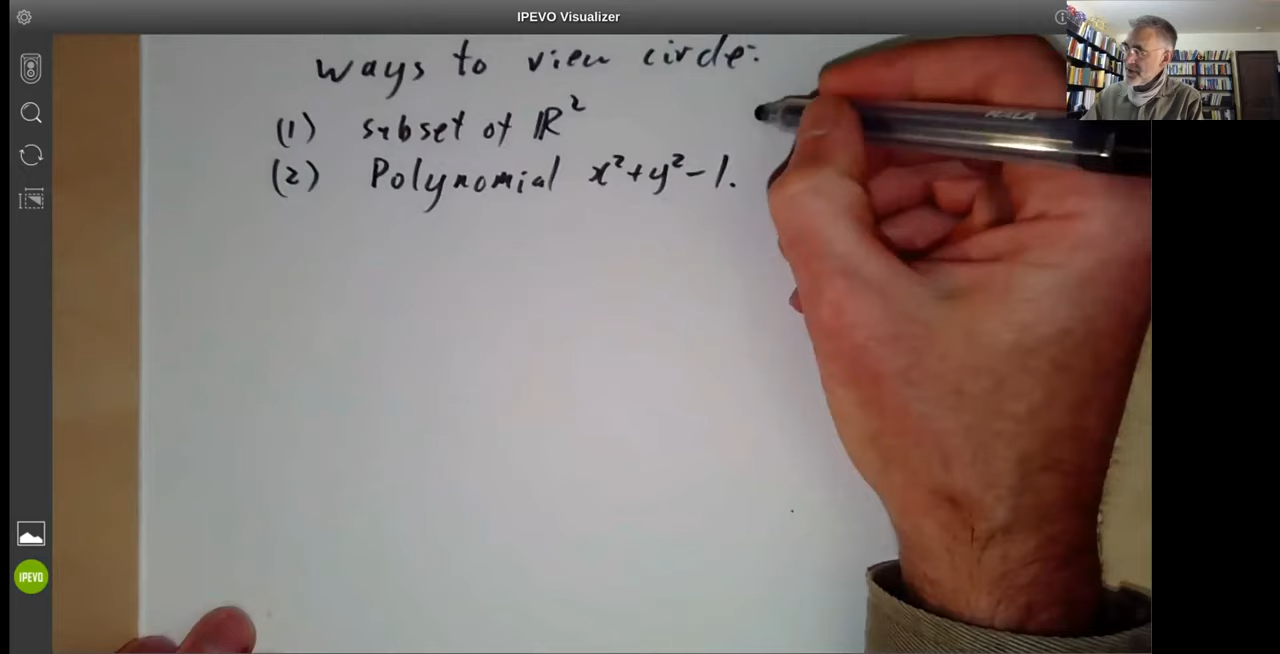 IPEVO Visualizer
ways to view circle:
(1) subset of ℝ²
(2) Polynomial x²+y²-1.
IPEVO